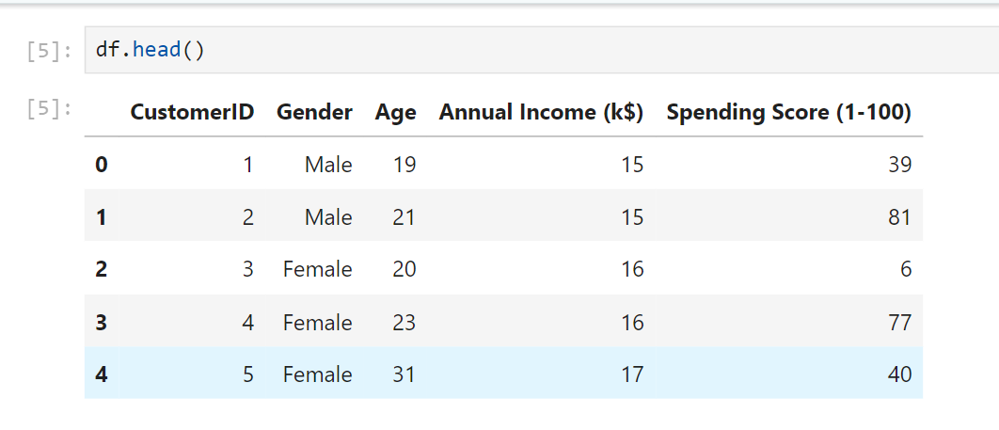 [5]: df.head()
[5]:
CustomerID Gender Age Annual Income (k$) Spending Score (1-100)
0 1 Male 19 15 39
1 2 Male 21 15 81
2 3 Female 20 16 6
3 4 Female 23 16 77
4 5 Female 31 17 40